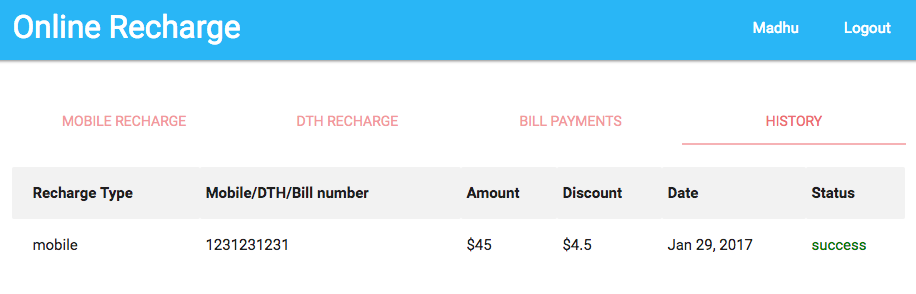 Online Recharge Madhu Logout
MOBILE RECHARGE DTH RECHARGE BILL PAYMENTS HISTORY
Recharge Type Mobile/DTH/Bill number Amount Discount Date Status
mobile 1231231231 $45 $4.5 Jan 29, 2017 success